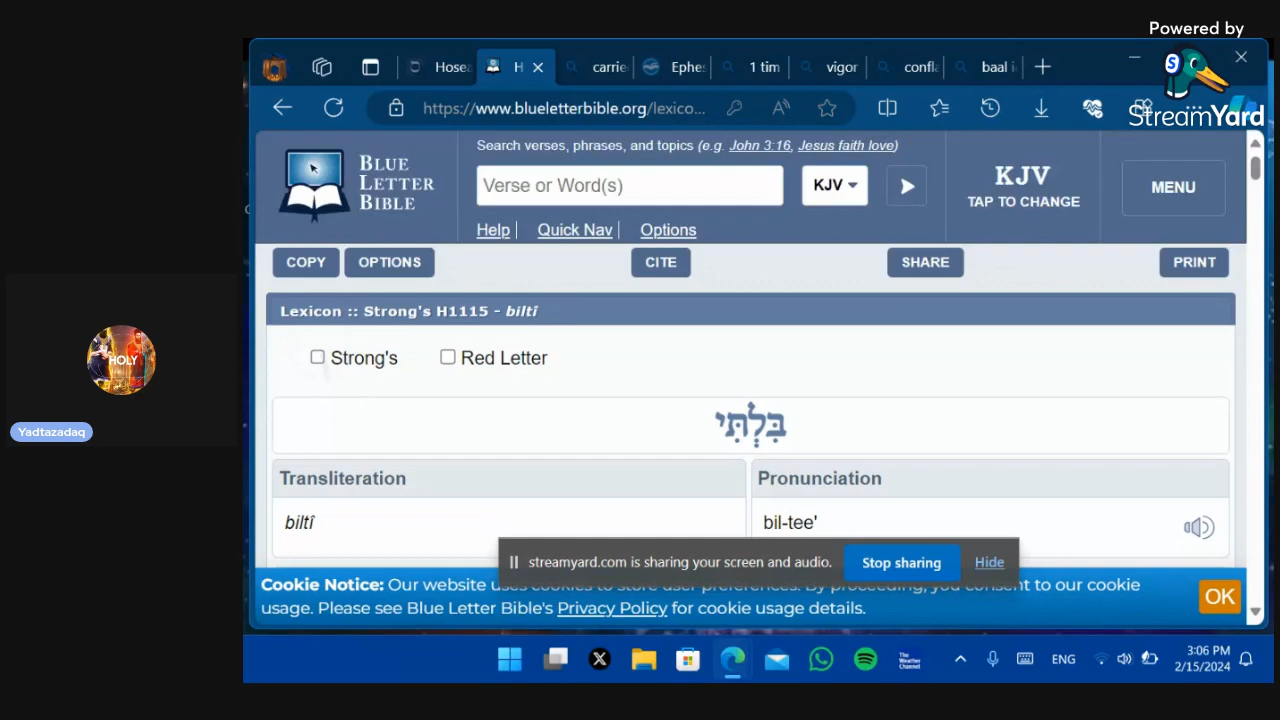 Powered by
StreamYard
Hosea
H
carrie
Ephes
1 tim
vigor
confla
baal i
https://www.blueletterbible.org/lexico...
BLUE
LETTER
BIBLE
Search verses, phrases, and topics (e.g. John 3:16, Jesus faith love)
Verse or Word(s)
KJV
Help
Quick Nav
Options
KJV
TAP TO CHANGE
MENU
COPY
OPTIONS
CITE
SHARE
PRINT
Lexicon :: Strong's H1115 - biltî
Strong's
Red Letter
בִּלְתִּי
Transliteration
Pronunciation
biltî
bil-tee'
HOLY
Yadtazadaq
streamyard.com is sharing your screen and audio.
Stop sharing
Hide
Cookie Notice: Our website uses cookies to store user preferences. By proceeding, you consent to our cookie
usage. Please see Blue Letter Bible's Privacy Policy for cookie usage details.
OK
The
Weather
Channel
ENG
3:06 PM
2/15/2024